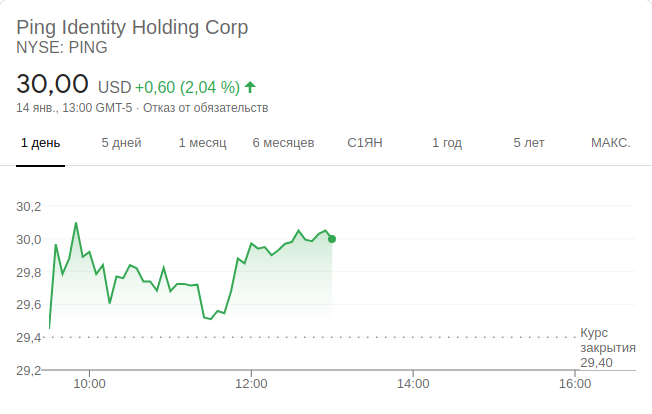 Ping Identity Holding Corp
NYSE: PING
30,00 USD +0,60 (2,04 %)
14 янв., 13:00 GMT-5 · Отказ от обязательств
1 день 5 дней 1 месяц 6 месяцев С1ЯН 1 год 5 лет МАКС.
30,2
30,0
29,8
29,6
29,4
Курс
закрытия
29,40
29,2
10:00 12:00 14:00 16:00